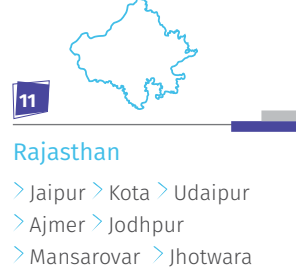 11
Rajasthan
> Jaipur > Kota > Udaipur
> Ajmer > Jodhpur
> Mansarovar > Jhotwara